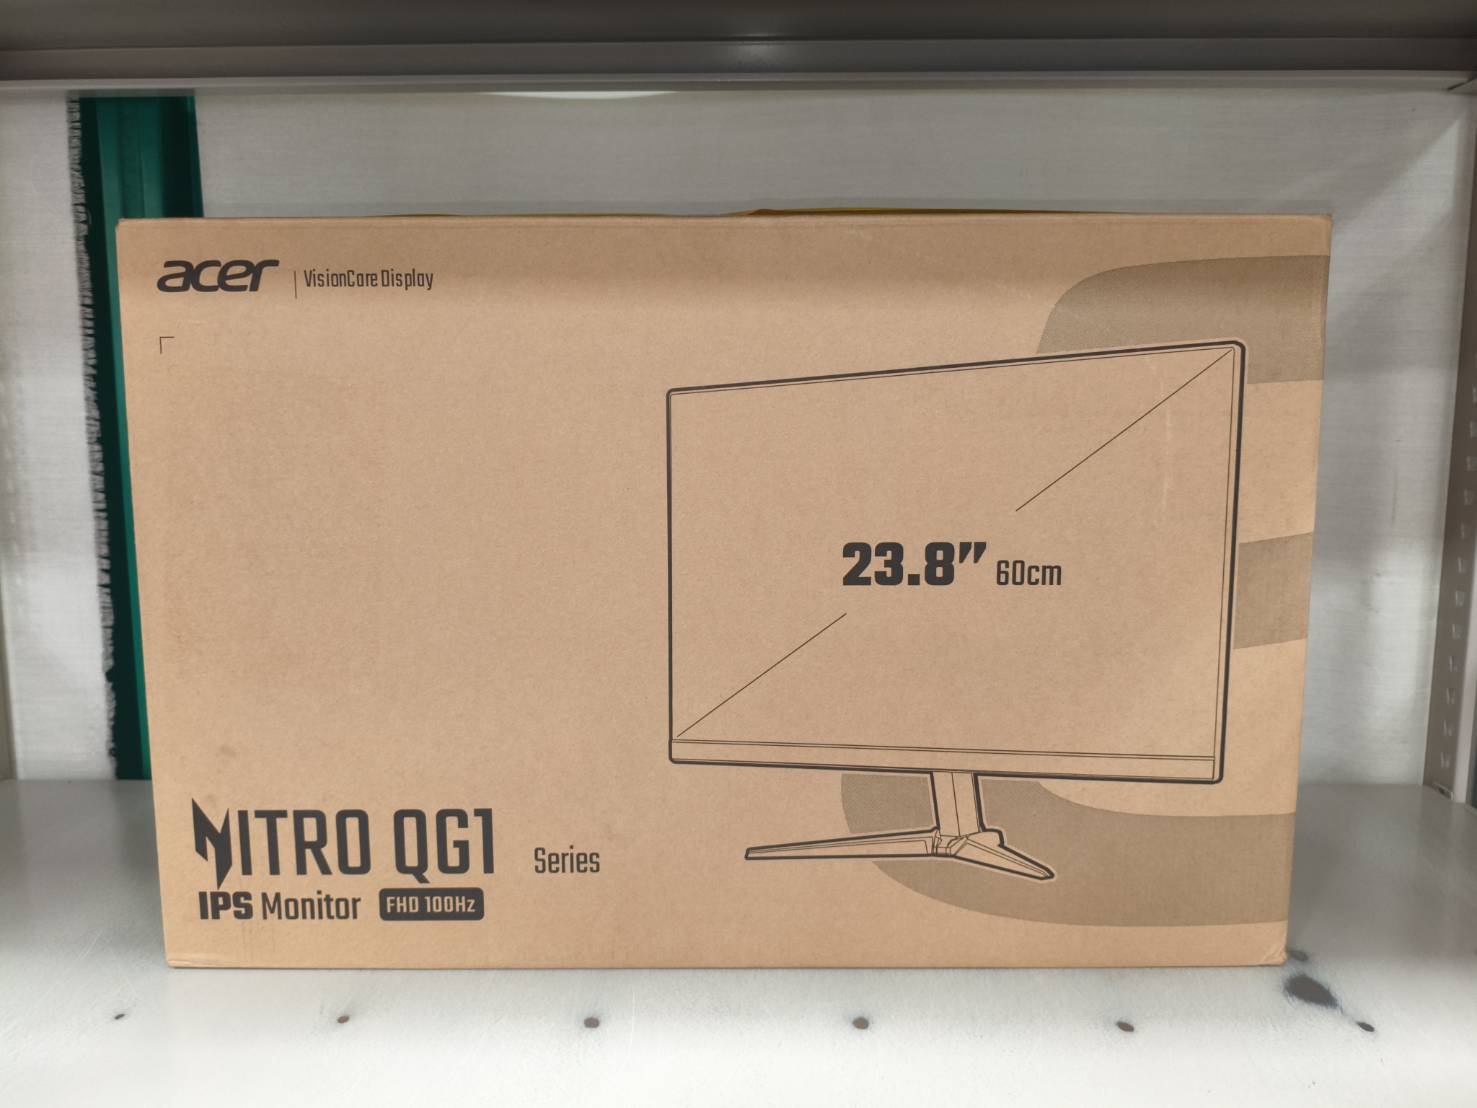 acer | VisionCare Display
23.8” 60cm
NITRO QG1 Series
IPS Monitor FHD 100Hz